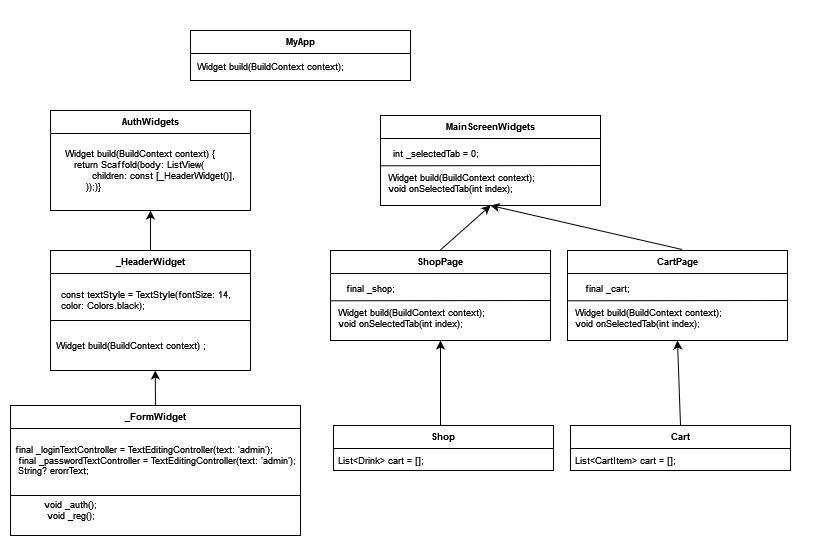 MyApp
Widget build(BuildContext context);
AuthWidgets
Widget build(BuildContext context) {
return Scaffold(body: ListView(
children: const [_HeaderWidget()],
));)}
MainScreenWidgets
int _selectedTab = 0;
Widget build(BuildContext context);
void onSelectedTab(int index);
_HeaderWidget
const textStyle = TextStyle(fontSize: 14,
color: Colors.black);
Widget build(BuildContext context) ;
ShopPage
final _shop;
Widget build(BuildContext context);
void onSelectedTab(int index);
CartPage
final _cart;
Widget build(BuildContext context);
void onSelectedTab(int index);
_FormWidget
final _loginTextController = TextEditingController(text: 'admin');
final _passwordTextController = TextEditingController(text: 'admin');
String? erorrText;
void _auth();
void _reg();
Shop
List<Drink> cart = [];
Cart
List<CartItem> cart = [];